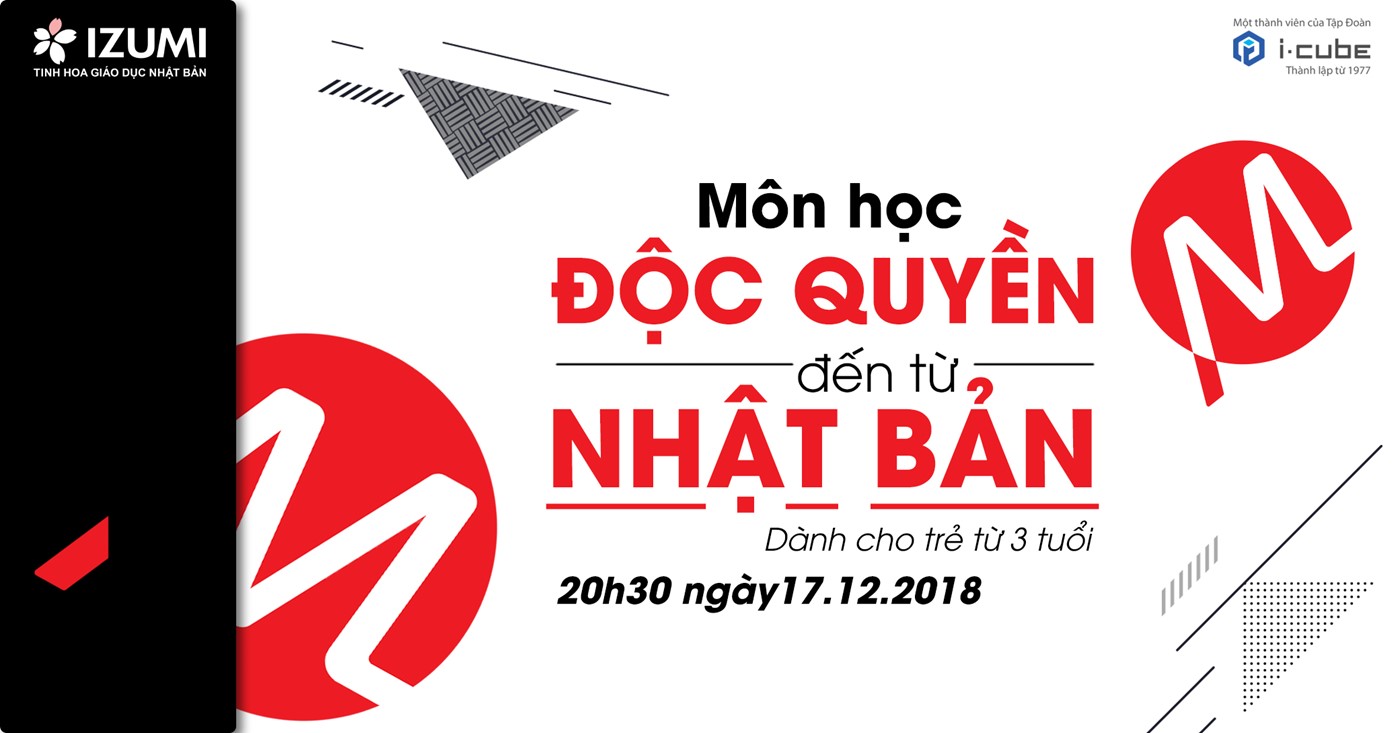 IZUMI
TINH HOA GIÁO DỤC NHẬT BẢN
Một thành viên của Tập Đoàn
i·cube
Thành lập từ 1977
Môn học
ĐỘC QUYỀN
đến từ
NHẬT BẢN
Dành cho trẻ từ 3 tuổi
20h30 ngày17.12.2018